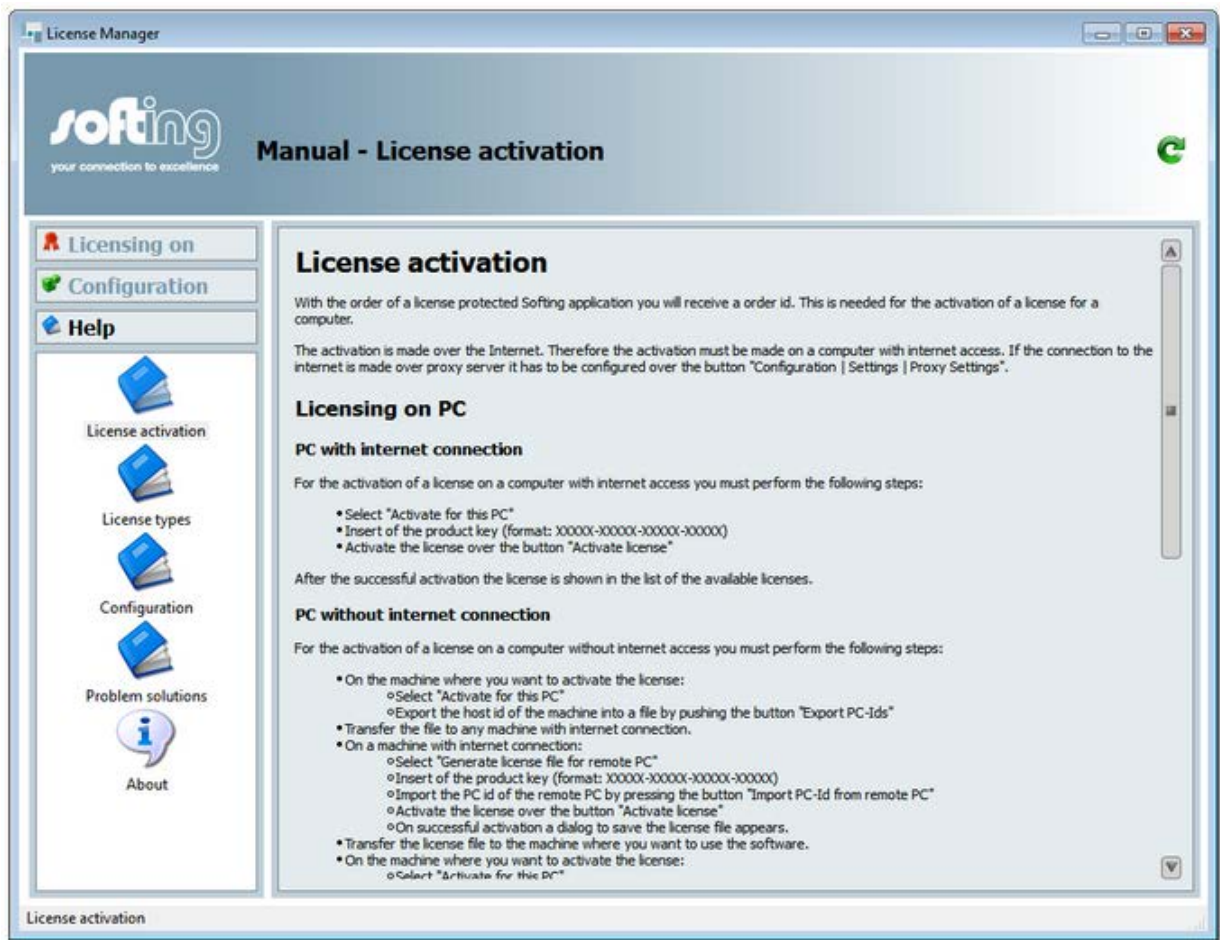 License Manager
softing
your connection to excellence
Manual - License activation
Licensing on
Configuration
Help
License activation
License types
Configuration
Problem solutions
About
License activation
With the order of a license protected Softing application you will receive a order id. This is needed for the activation of a license for a
computer.
The activation is made over the Internet. Therefore the activation must be made on a computer with internet access. If the connection to the
internet is made over proxy server it has to be configured over the button "Configuration | Settings | Proxy Settings".
Licensing on PC
PC with internet connection
For the activation of a license on a computer with internet access you must perform the following steps:
• Select "Activate for this PC"
• Insert of the product key (format: XXXXX-XXXXX-XXXXX-XXXXX)
• Activate the license over the button "Activate license"
After the successful activation the license is shown in the list of the available licenses.
PC without internet connection
For the activation of a license on a computer without internet access you must perform the following steps:
• On the machine where you want to activate the license:
o Select "Activate for this PC"
o Export the host id of the machine into a file by pushing the button "Export PC-Ids"
• Transfer the file to any machine with internet connection.
• On a machine with internet connection:
o Select "Generate license file for remote PC"
o Insert of the product key (format: XXXXX-XXXXX-XXXXX-XXXXX)
o Import the PC id of the remote PC by pressing the button "Import PC-Id from remote PC"
o Activate the license over the button "Activate license"
o On successful activation a dialog to save the license file appears.
• Transfer the license file to the machine where you want to use the software.
• On the machine where you want to activate the license:
o Select "Activate for this PC"
License activation